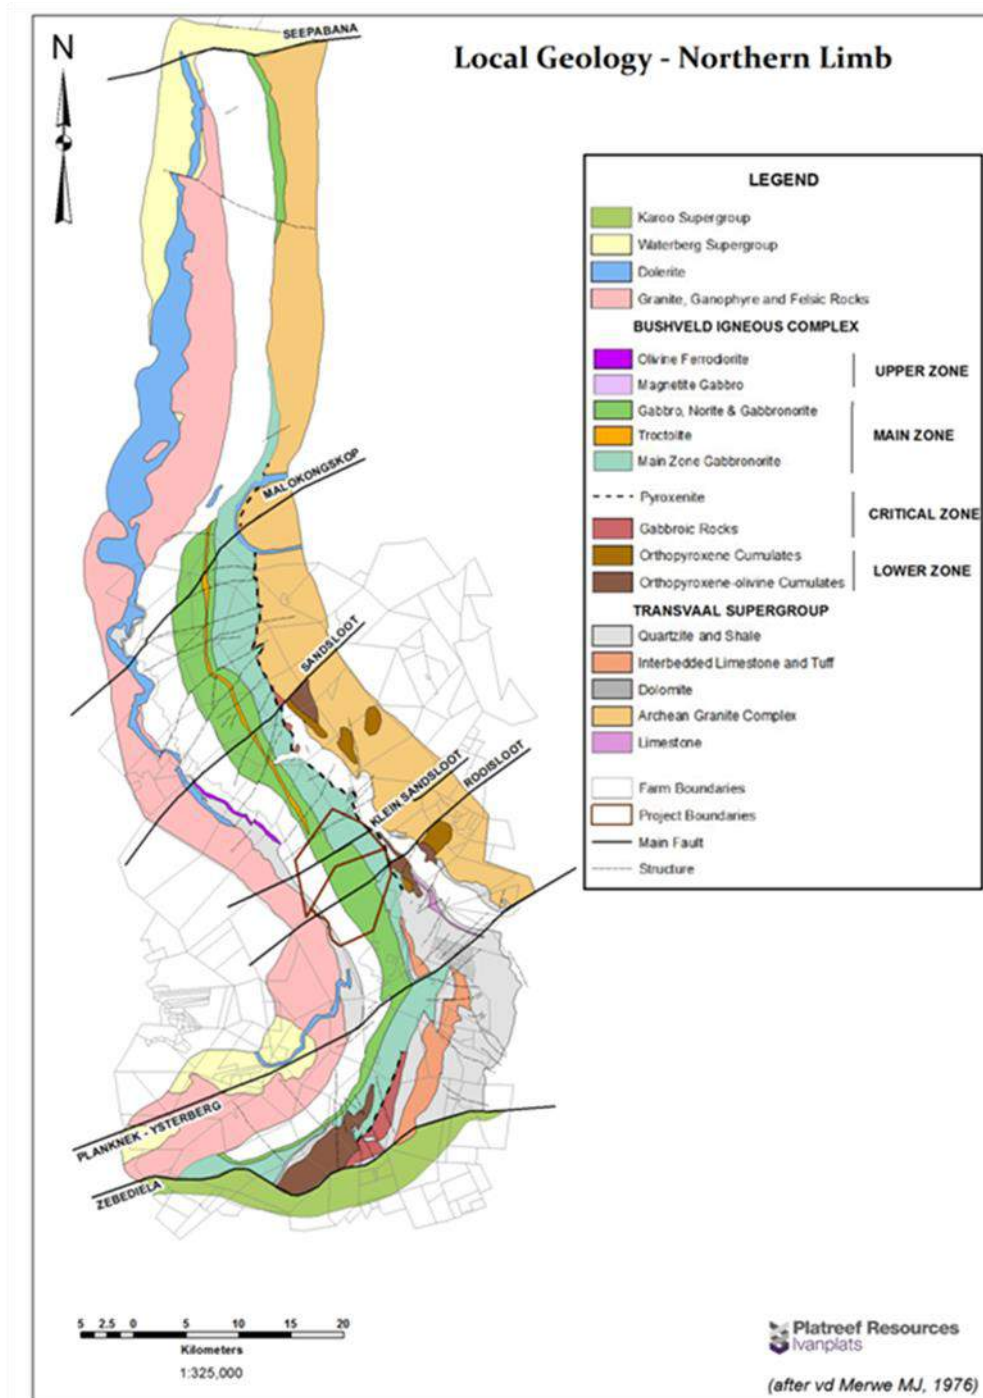 Local Geology - Northern Limb
N
SEEPABANA
MALOKONGSKOP
SANDSLOOT
KLEIN SANDSLOOT
ROOISLOOT
PLANKNEK - YSTERBERG
ZEBEDIELA
LEGEND
Karoo Supergroup
Waterberg Supergroup
Dolerite
Granite, Ganophyre and Felsic Rocks
BUSHVELD IGNEOUS COMPLEX
Olivine Ferrodiorite
Magnetite Gabbro
UPPER ZONE
Gabbro, Norite & Gabbronorite
Troctolite
Main Zone Gabbronorite
MAIN ZONE
Pyroxenite
Gabbroic Rocks
CRITICAL ZONE
Orthopyroxene Cumulates
Orthopyroxene-olivine Cumulates
LOWER ZONE
TRANSVAAL SUPERGROUP
Quartzite and Shale
Interbedded Limestone and Tuff
Dolomite
Archean Granite Complex
Limestone
Farm Boundaries
Project Boundaries
Main Fault
Structure
5 2.5 0 5 10 15 20
Kilometers
1:325,000
Platreef Resources
Ivanplats
(after vd Merwe MJ, 1976)